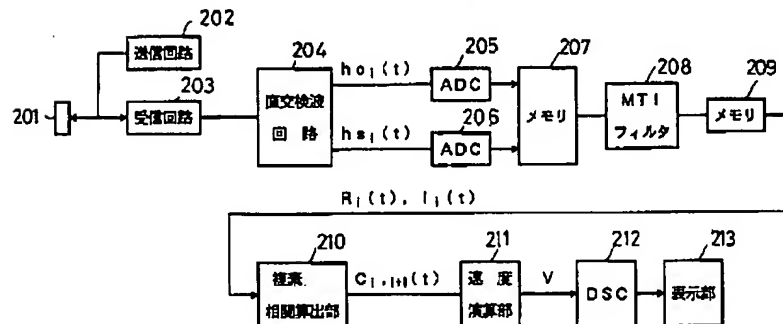 202
送信回路
203
受信回路
201
204
直交検波
回路
hoi(t)
hsi(t)
205
ADC
206
ADC
207
メモリ
208
MTI
フィルタ
209
メモリ
Ri(t), Ii(t)
210
複素
相関算出部
Ci,i+1(t)
211
速度
演算部
V
212
DSC
213
表示部